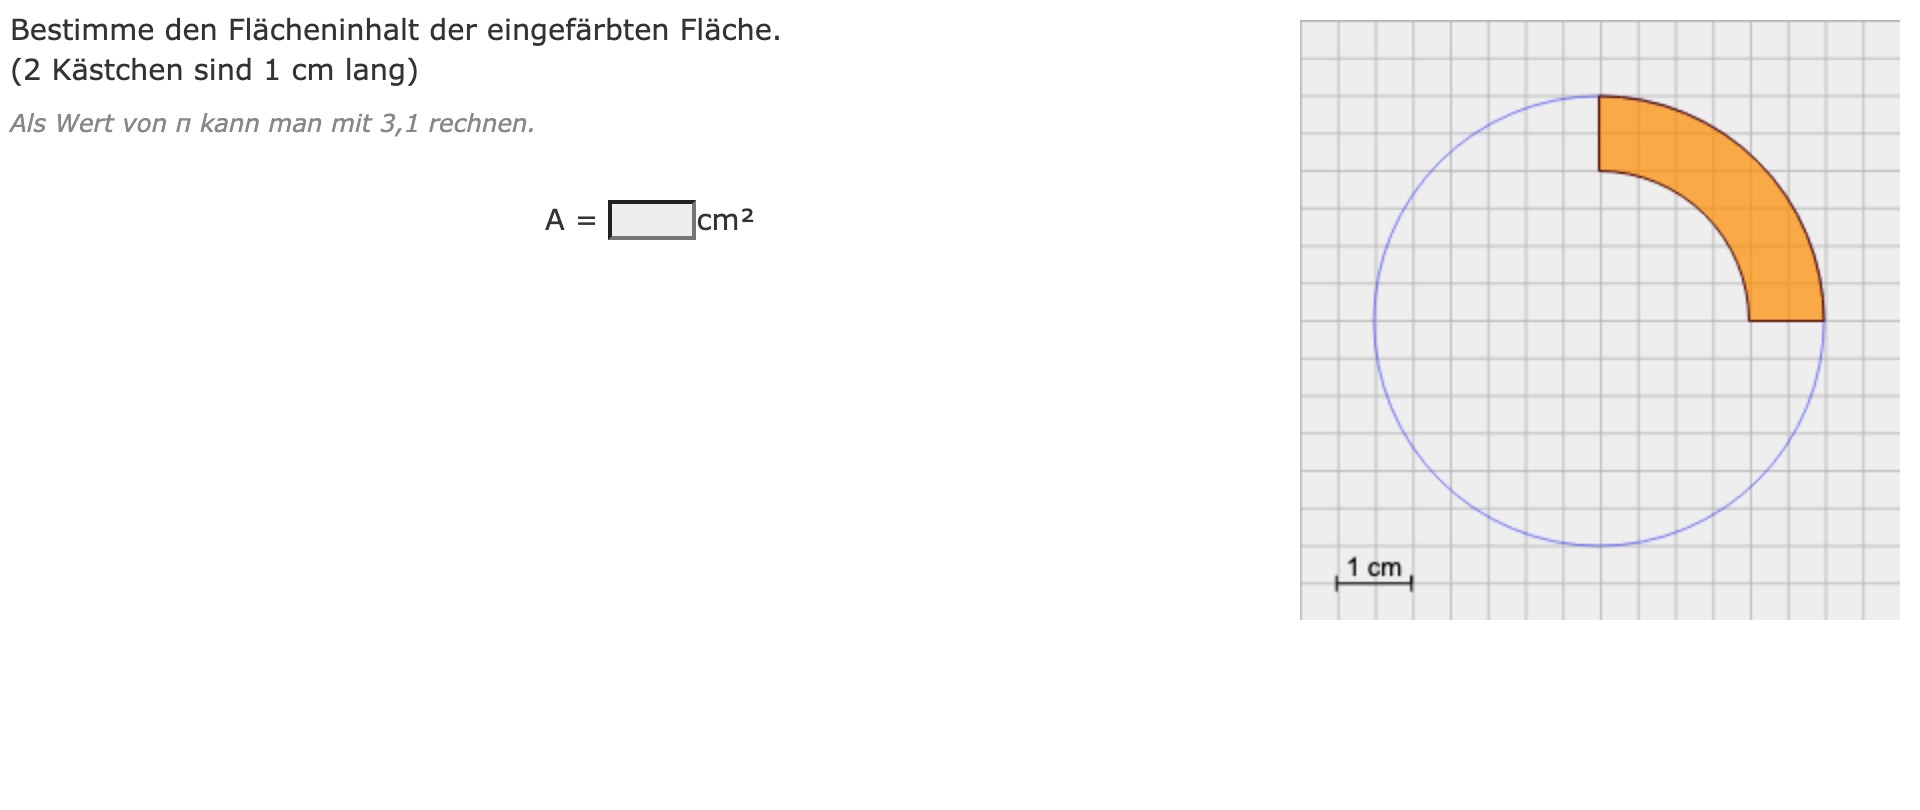 Bestimme den Flächeninhalt der eingefärbten Fläche.
(2 Kästchen sind 1 cm lang)
Als Wert von π kann man mit 3,1 rechnen.
A = cm²
1 cm